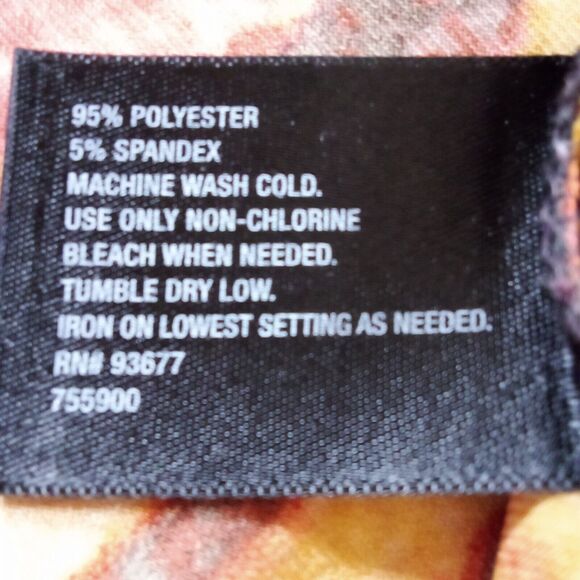 95% POLYESTER
5% SPANDEX
MACHINE WASH COLD.
USE ONLY NON-CHLORINE
BLEACH WHEN NEEDED.
TUMBLE DRY LOW.
IRON ON LOWEST SETTING AS NEEDED.
RN# 93677
755900